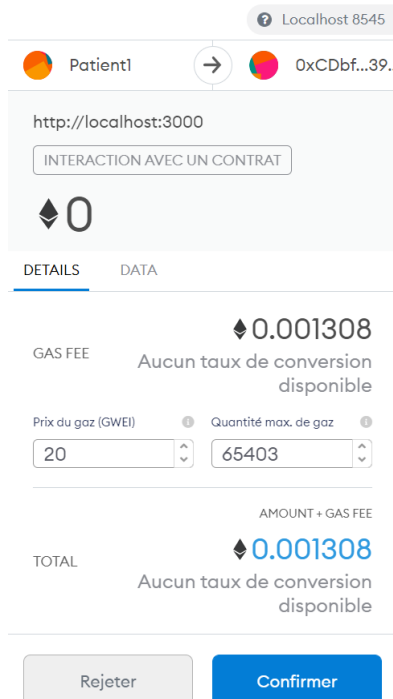 Localhost 8545
Patient1
0xCDbf...39..
http://localhost:3000
INTERACTION AVEC UN CONTRAT
0
DETAILS DATA
0.001308
GAS FEE
Aucun taux de conversion
disponible
Prix du gaz (GWEI) Quantité max. de gaz
20 65403
AMOUNT + GAS FEE
0.001308
TOTAL
Aucun taux de conversion
disponible
Rejeter Confirmer